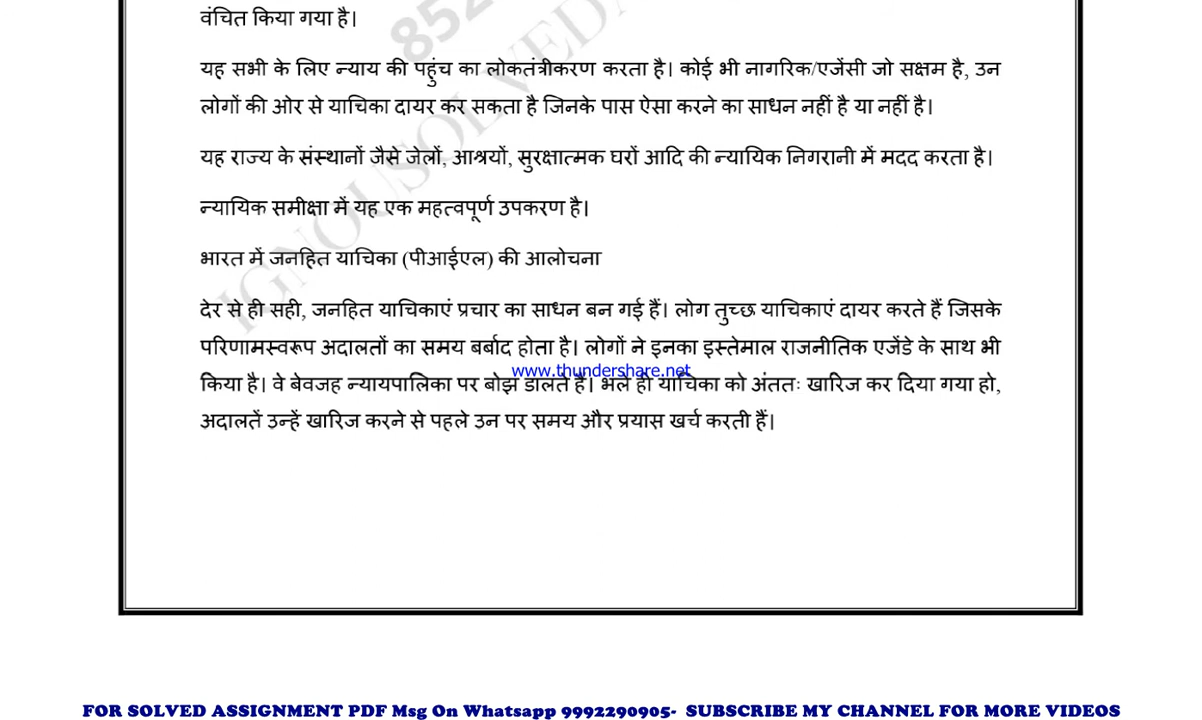 वंचित किया गया है।
यह सभी के लिए न्याय की पहुंच का लोकतंत्रीकरण करता है। कोई भी नागरिक/एजेंसी जो सक्षम है, उन
लोगों की ओर से याचिका दायर कर सकता है जिनके पास ऐसा करने का साधन नहीं है या नहीं है।
यह राज्य के संस्थानों जैसे जेलों, आश्रयों, सुरक्षात्मक घरों आदि की न्यायिक निगरानी में मदद करता है।
न्यायिक समीक्षा में यह एक महत्वपूर्ण उपकरण है।
भारत में जनहित याचिका (पीआईएल) की आलोचना
देर से ही सही, जनहित याचिकाएं प्रचार का साधन बन गई हैं। लोग तुच्छ याचिकाएं दायर करते हैं जिसके
परिणामस्वरूप अदालतों का समय बर्बाद होता है। लोगों ने इनका इस्तेमाल राजनीतिक एजेंडे के साथ भी
www.thundershare.net
किया है। वे बेवजह न्यायपालिका पर बोझ डालते हैं। भले ही याचिका को अंततः खारिज कर दिया गया हो,
अदालतें उन्हें खारिज करने से पहले उन पर समय और प्रयास खर्च करती हैं।
FOR SOLVED ASSIGNMENT PDF Msg On Whatsapp 9992290905- SUBSCRIBE MY CHANNEL FOR MORE VIDEOS